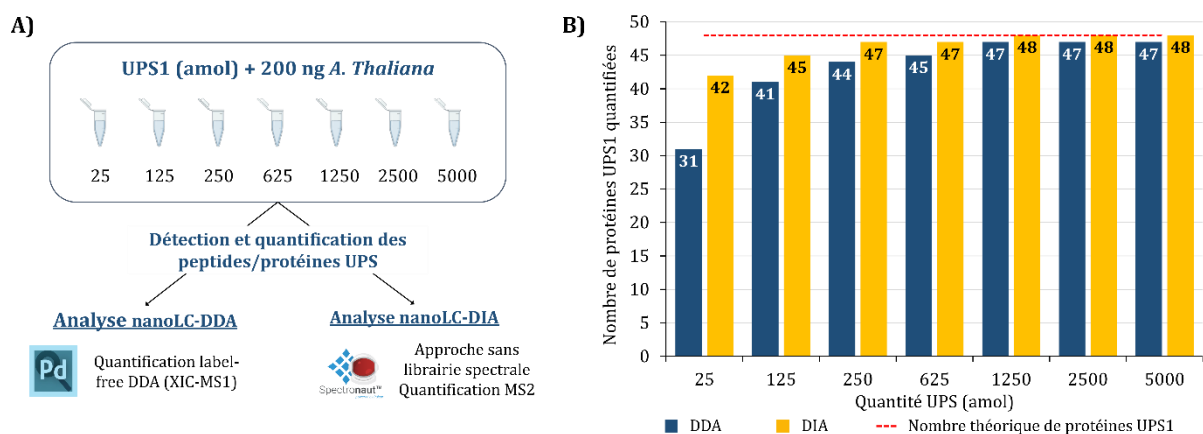 A)
UPS1 (amol) + 200 ng A. Thaliana
25 125 250 625 1250 2500 5000
Détection et quantification des
peptides/protéines UPS
Analyse nanoLC-DDA
Pd
Quantification label-
free DDA (XIC-MS1)
Analyse nanoLC-DIA
Spectronaut™
Approche sans
librairie spectrale
Quantification MS2
B)
Nombre de protéines UPS1 quantifiées
50
45
40
35
30
25
20
15
10
5
0
31 42 41 45 44 47 45 47 47 48 47 48 47 48
25 125 250 625 1250 2500 5000
Quantité UPS (amol)
DDA DIA Nombre théorique de protéines UPS1